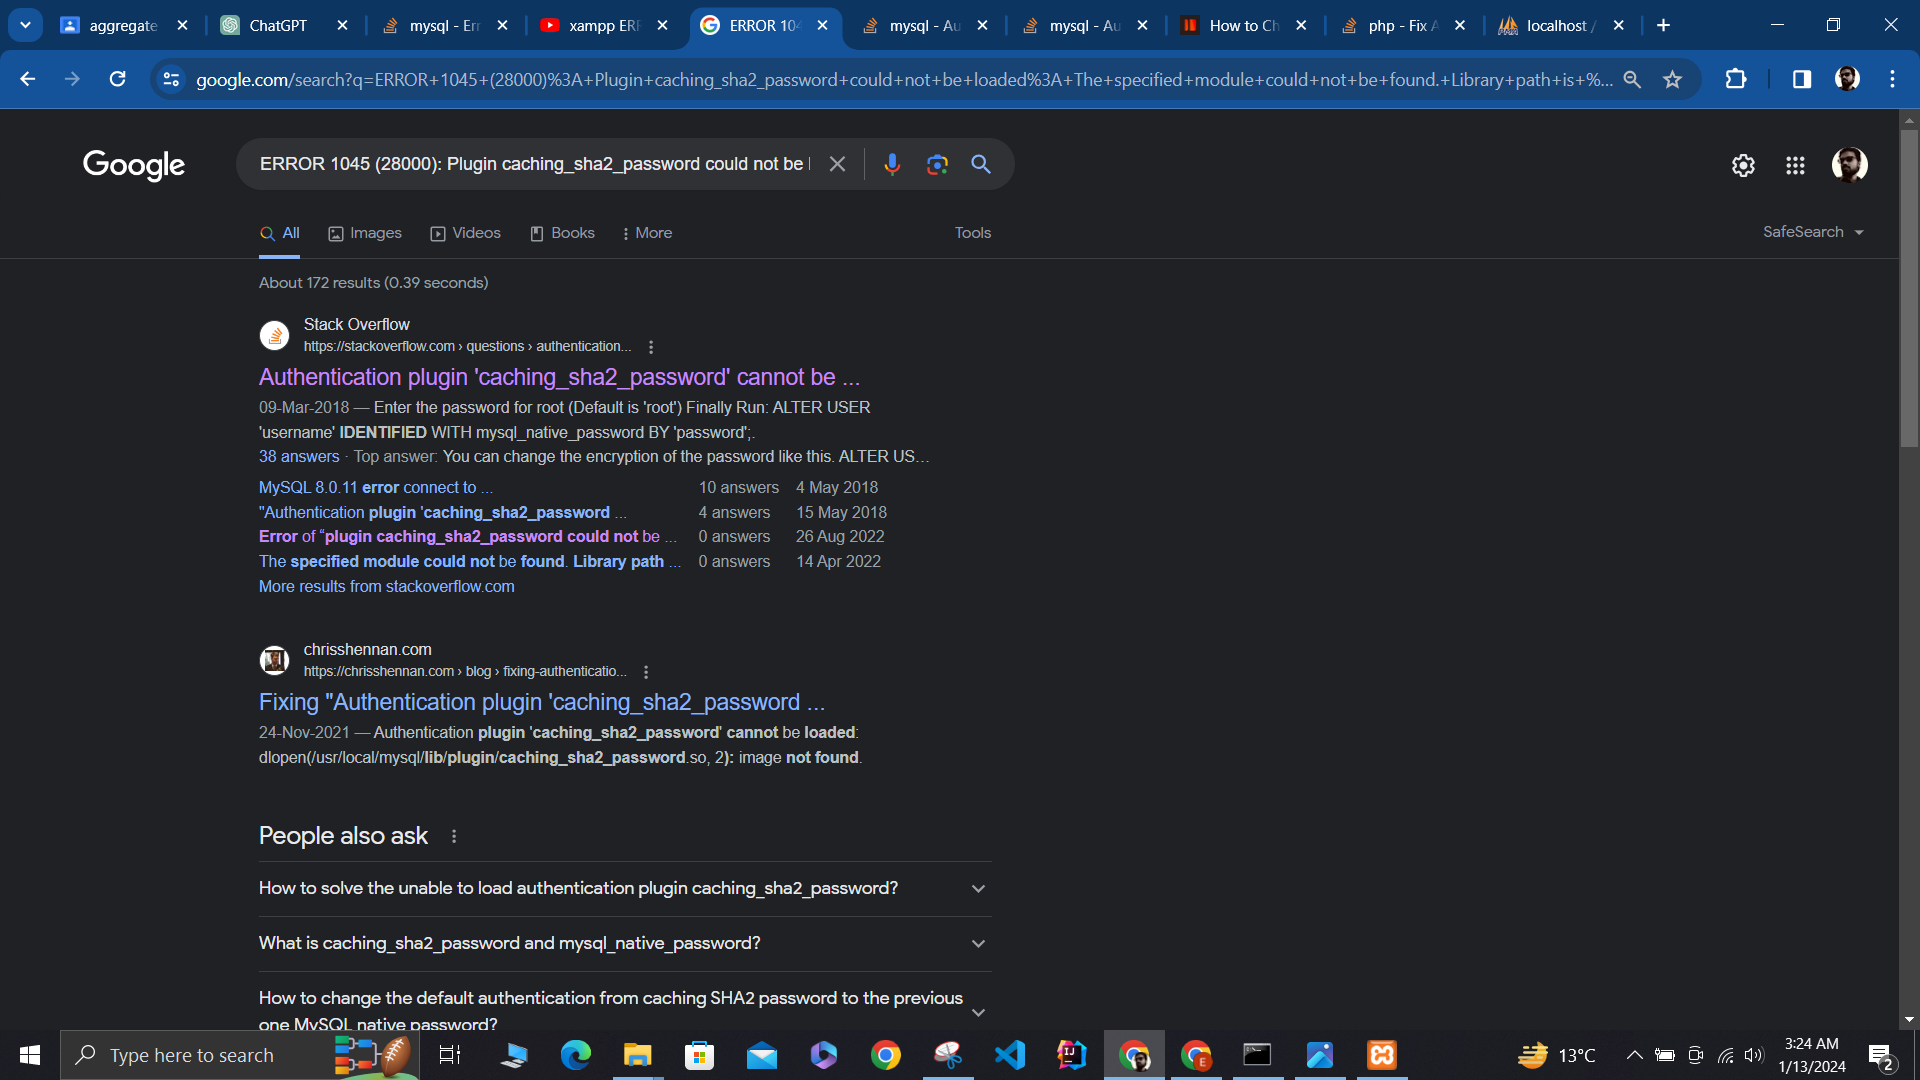 aggregate
ChatGPT
mysql - Err
xampp ERR
ERROR 104
mysql - Au
mysql - Au
How to Ch
php - Fix A
localhost /
google.com/search?q=ERROR+1045+(28000)%3A+Plugin+caching_sha2_password+could+not+be+loaded%3A+The+specified+module+could+not+be+found.+Library+path+is+%...
Google
ERROR 1045 (28000): Plugin caching_sha2_password could not be
All
Images
Videos
Books
More
Tools
SafeSearch
About 172 results (0.39 seconds)
Stack Overflow
https://stackoverflow.com › questions › authentication...
Authentication plugin 'caching_sha2_password' cannot be ...
09-Mar-2018 — Enter the password for root (Default is 'root') Finally Run: ALTER USER
'username' IDENTIFIED WITH mysql_native_password BY 'password';.
38 answers · Top answer: You can change the encryption of the password like this. ALTER US...
MySQL 8.0.11 error connect to ... 10 answers 4 May 2018
"Authentication plugin 'caching_sha2_password ... 4 answers 15 May 2018
Error of “plugin caching_sha2_password could not be ... 0 answers 26 Aug 2022
The specified module could not be found. Library path ... 0 answers 14 Apr 2022
More results from stackoverflow.com
chrisshennan.com
https://chrisshennan.com › blog › fixing-authenticatio...
Fixing "Authentication plugin 'caching_sha2_password ...
24-Nov-2021 — Authentication plugin 'caching_sha2_password' cannot be loaded:
dlopen(/usr/local/mysql/lib/plugin/caching_sha2_password.so, 2): image not found.
People also ask
How to solve the unable to load authentication plugin caching_sha2_password?
What is caching_sha2_password and mysql_native_password?
How to change the default authentication from caching SHA2 password to the previous
one MySQL native password?
Type here to search
13°C
3:24 AM
1/13/2024
2